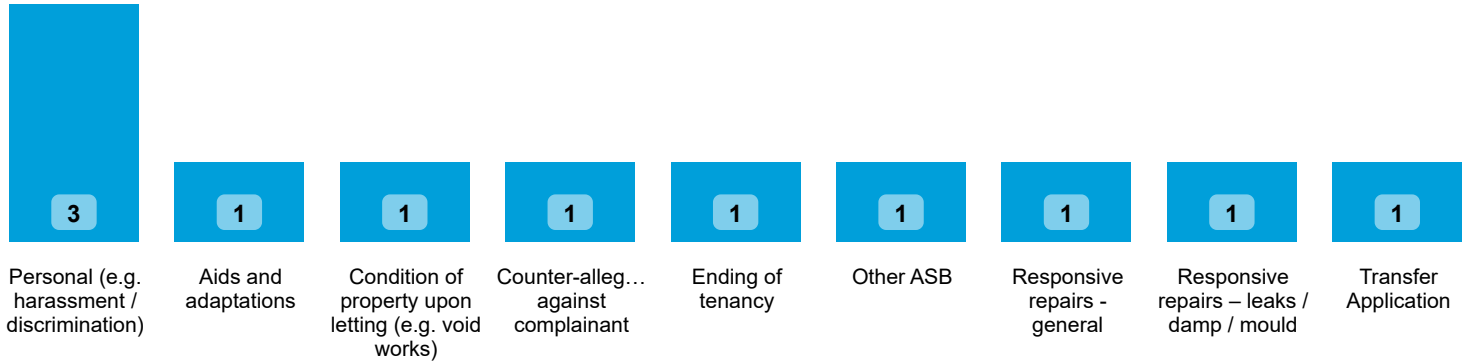 3
1
1
1
1
1
1
1
1
Personal (e.g.
harassment /
discrimination)
Aids and
adaptations
Condition of
property upon
letting (e.g. void
works)
Counter-alleg…
against
complainant
Ending of
tenancy
Other ASB
Responsive
repairs -
general
Responsive
repairs – leaks /
damp / mould
Transfer
Application